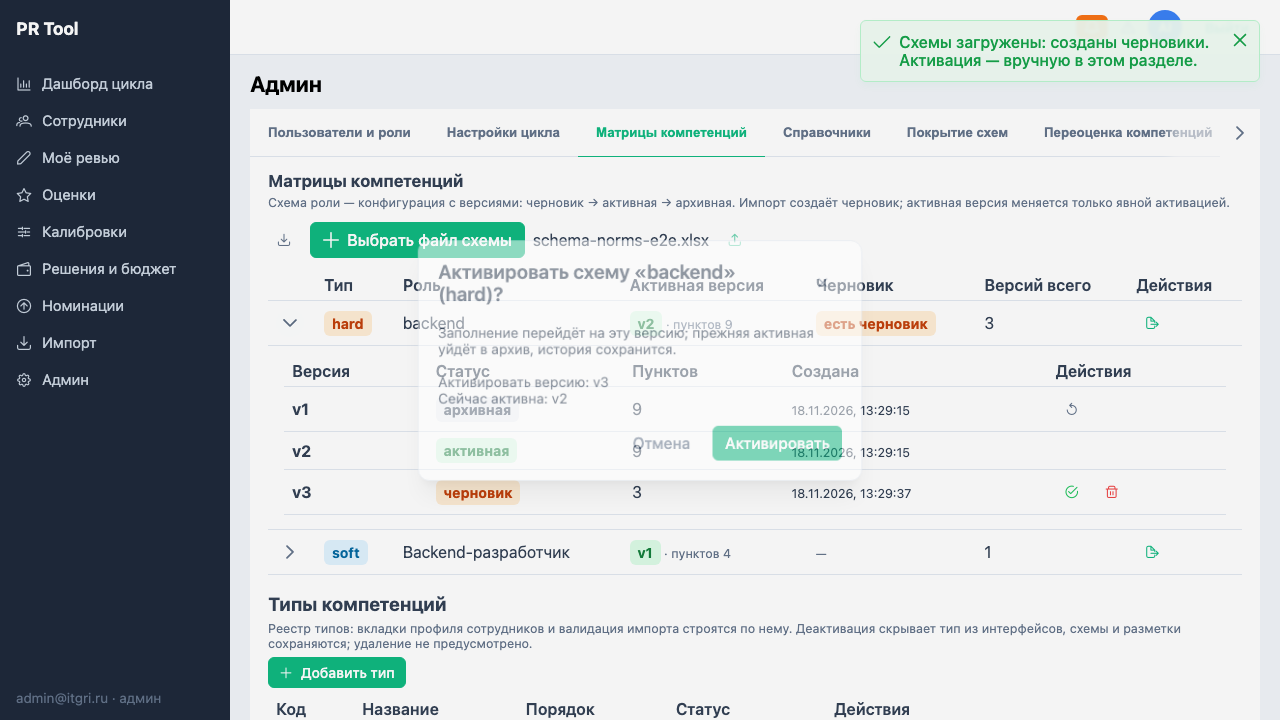 PR Tool
Дашборд цикла
Сотрудники
Моё ревью
Оценки
Калибровки
Решения и бюджет
Номинации
Импорт
Админ
admin@itgri.ru · админ
Схемы загружены: созданы черновики.
Активация — вручную в этом разделе.
Админ
Пользователи и роли Настройки цикла Матрицы компетенций Справочники Покрытие схем Переоценка компетенций
Матрицы компетенций
Схема роли — конфигурация с версиями: черновик → активная → архивная. Импорт создаёт черновик; активная версия меняется только явной активацией.
Выбрать файл схемы schema-norms-e2e.xlsx
Активировать схему «backend»
(hard)?
Заполнение перейдёт на эту версию; прежняя активная
уйдёт в архив, история сохранится.
Активировать версию: v3
Сейчас активна: v2
Отмена Активировать
Тип Роль Активная версия Черновик Версий всего Действия
hard backend v2 · пунктов 9 есть черновик 3
Версия Статус Пунктов Создана Действия
v1 архивная 9 18.11.2026, 13:29:15
v2 активная 9 18.11.2026, 13:29:15
v3 черновик 3 18.11.2026, 13:29:37
soft Backend-разработчик v1 · пунктов 4 — 1
Типы компетенций
Реестр типов: вкладки профиля сотрудников и валидация импорта строятся по нему. Деактивация скрывает тип из интерфейсов, схемы и разметки
сохраняются; удаление не предусмотрено.
Добавить тип
Код Название Порядок Статус Действия